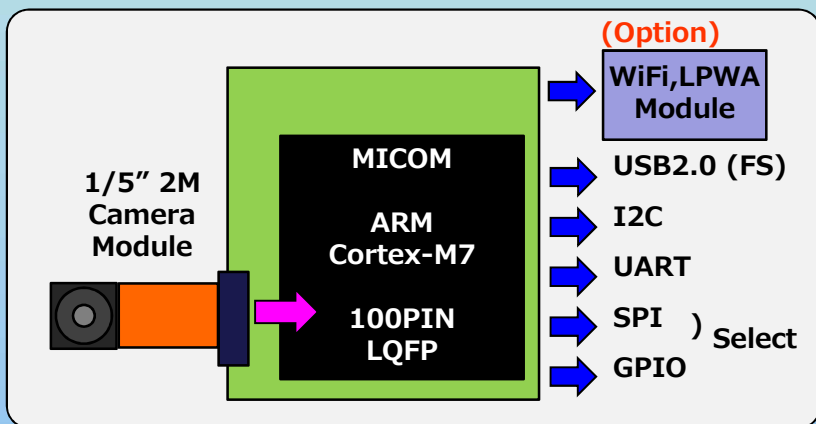 (Option)
WiFi,LPWA
Module
1/5” 2M
Camera
Module
MICOM
ARM
Cortex-M7
100PIN
LQFP
USB2.0 (FS)
I2C
UART
SPI )
Select
GPIO